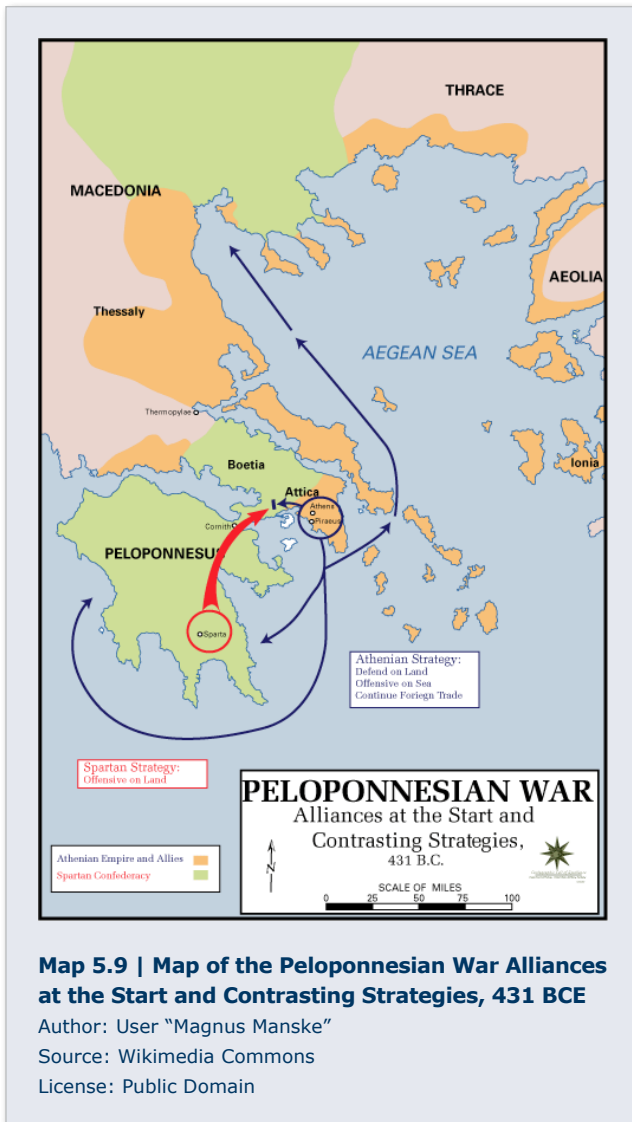 THRACE
MACEDONIA
AEOLIA
Thessaly
AEGEAN SEA
Thermopylae
Boetia
Ionia
Attica
Athens
Piraeus
Cornith
PELOPONNESUS
Sparta
Athenian Strategy:
Defend on Land
Offensive on Sea
Continue Foriegn Trade
Spartan Strategy:
Offensive on Land
PELOPONNESIAN WAR
Alliances at the Start and
Contrasting Strategies,
431 B.C.
N
SCALE OF MILES
0 25 50 75 100
Athenian Empire and Allies
Spartan Confederacy
Map 5.9 | Map of the Peloponnesian War Alliances
at the Start and Contrasting Strategies, 431 BCE
Author: User “Magnus Manske”
Source: Wikimedia Commons
License: Public Domain